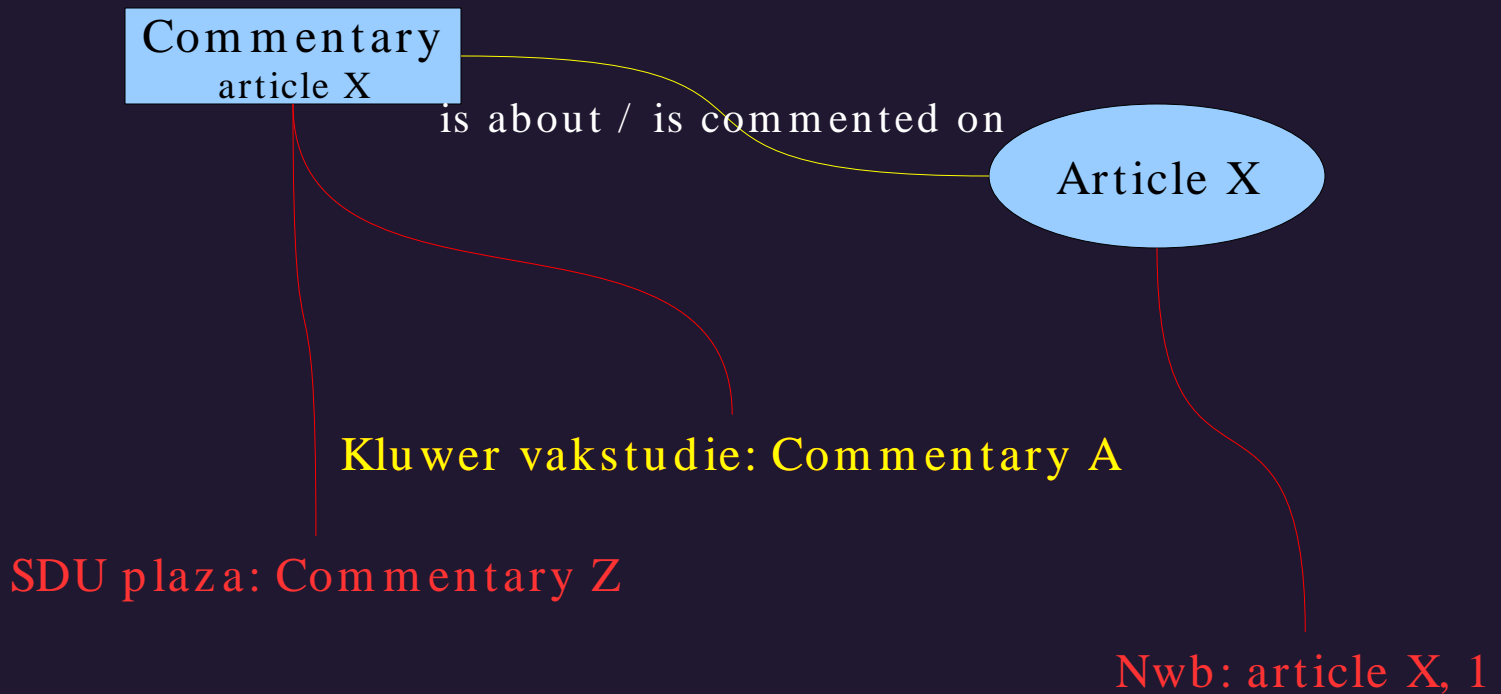 Commentary
article X
is about / is commented on
Article X
Kluwer vakstudie: Commentary A
SDU plaza: Commentary Z
Nwb: article X, 1